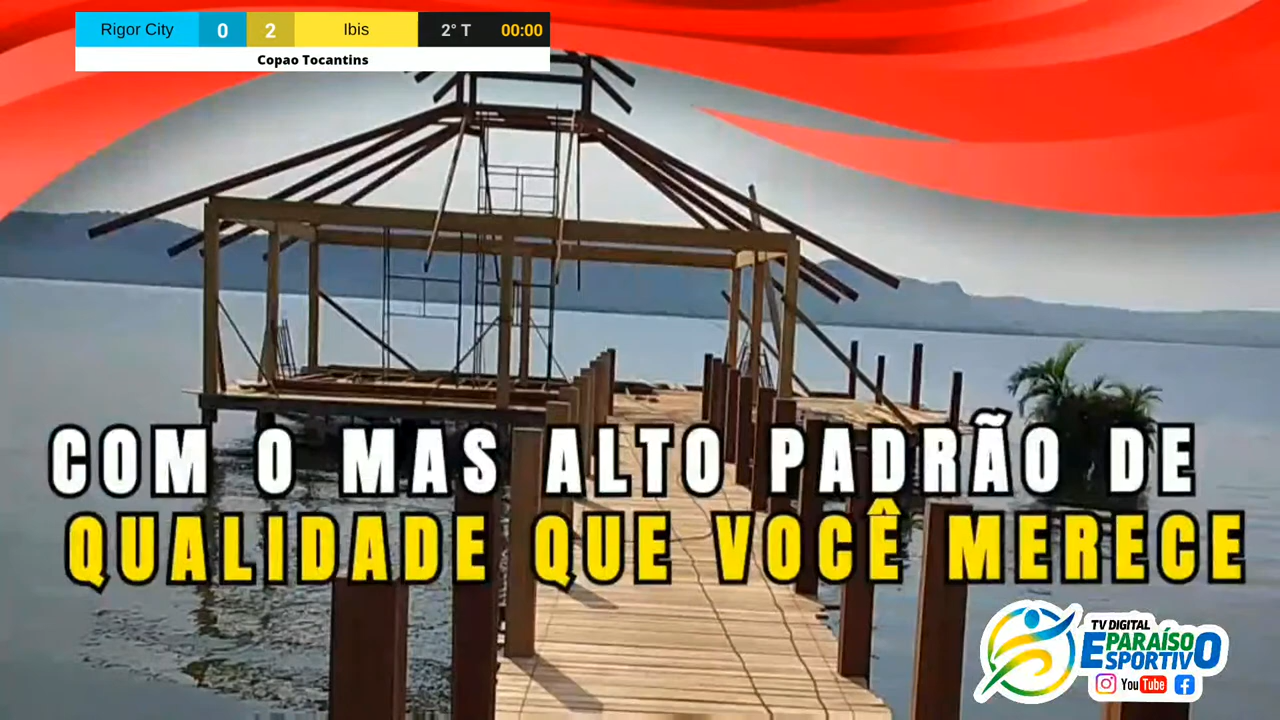 Rigor City 0 2 Ibis 2° T 00:00
Copao Tocantins
COM O MAS ALTO PADRÃO DE
QUALIDADE QUE VOCÊ MERECE
TV DIGITAL
PARAÍSO
ESPORTIVO
YouTube